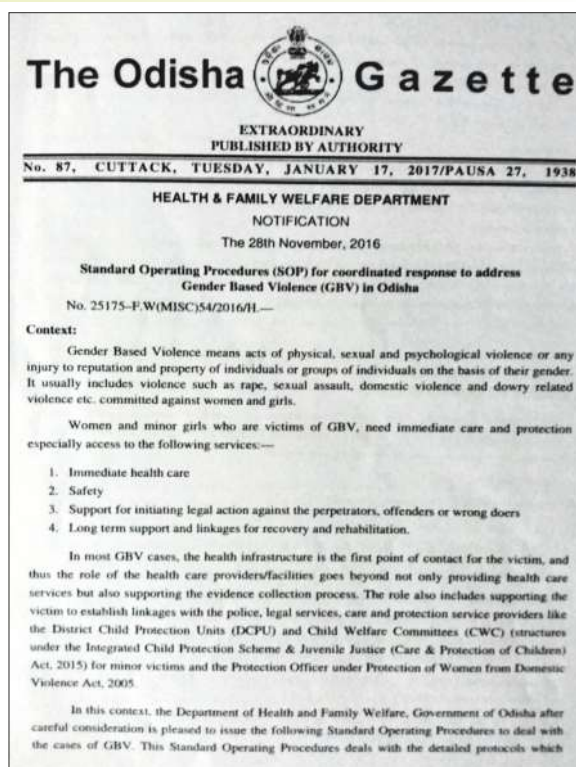 The Odisha Gazette
EXTRAORDINARY
PUBLISHED BY AUTHORITY
No. 87, CUTTACK, TUESDAY, JANUARY 17, 2017/PAUSA 27, 1938
HEALTH & FAMILY WELFARE DEPARTMENT
NOTIFICATION
The 28th November, 2016
Standard Operating Procedures (SOP) for coordinated response to address
Gender Based Violence (GBV) in Odisha
No. 25175–F.W(MISC)54/2016/H.—
Context:
Gender Based Violence means acts of physical, sexual and psychological violence or any
injury to reputation and property of individuals or groups of individuals on the basis of their gender.
It usually includes violence such as rape, sexual assault, domestic violence and dowry related
violence etc. committed against women and girls.
Women and minor girls who are victims of GBV, need immediate care and protection
especially access to the following services:—
1. Immediate health care
2. Safety
3. Support for initiating legal action against the perpetrators, offenders or wrong doers
4. Long term support and linkages for recovery and rehabilitation.
In most GBV cases, the health infrastructure is the first point of contact for the victim, and
thus the role of the health care providers/facilities goes beyond not only providing health care
services but also supporting the evidence collection process. The role also includes supporting the
victim to establish linkages with the police, legal services, care and protection service providers like
the District Child Protection Units (DCPU) and Child Welfare Committees (CWC) (structures
under the Integrated Child Protection Scheme & Juvenile Justice (Care & Protection of Children)
Act, 2015) for minor victims and the Protection Officer under Protection of Women from Domestic
Violence Act, 2005.
In this context, the Department of Health and Family Welfare, Government of Odisha after
careful consideration is pleased to issue the following Standard Operating Procedures to deal with
the cases of GBV. This Standard Operating Procedures deals with the detailed protocols which